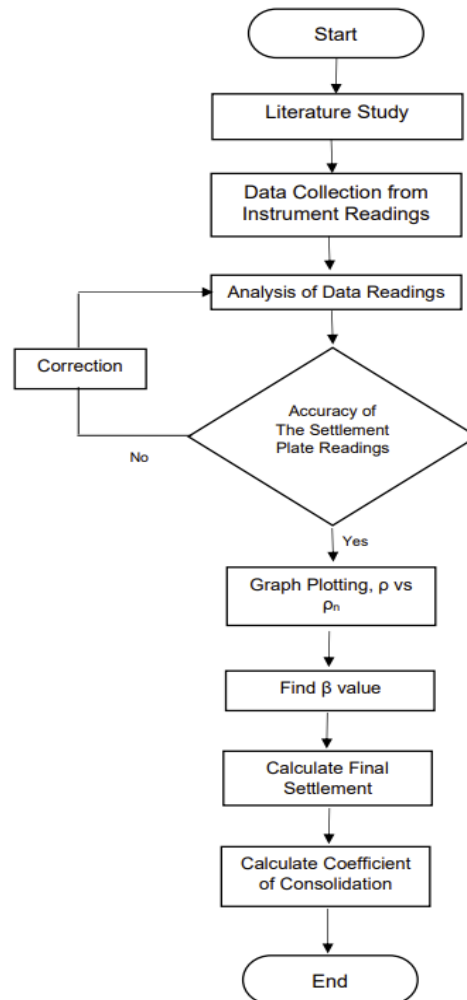 Start
Literature Study
Data Collection from
Instrument Readings
Analysis of Data Readings
Correction
Accuracy of
The Settlement
Plate Readings
No
Yes
Graph Plotting, ρ vs
ρₙ
Find β value
Calculate Final
Settlement
Calculate Coefficient
of Consolidation
End